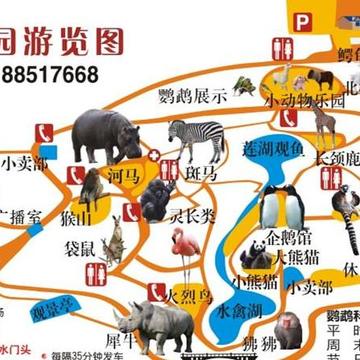 园游览图
88517668
鹦鹉展示
小动物乐园
鳄鱼
北
莲湖观鱼
长颈鹿
小卖部
河马
斑马
广播室
猴山
灵长类
企鹅馆
大熊猫
袋鼠
小熊猫
小卖部
休
观景亭
火烈鸟
水禽湖
犀牛
狒狒
鹦鹉科
平
周
节
水门头
每隔35分钟发车